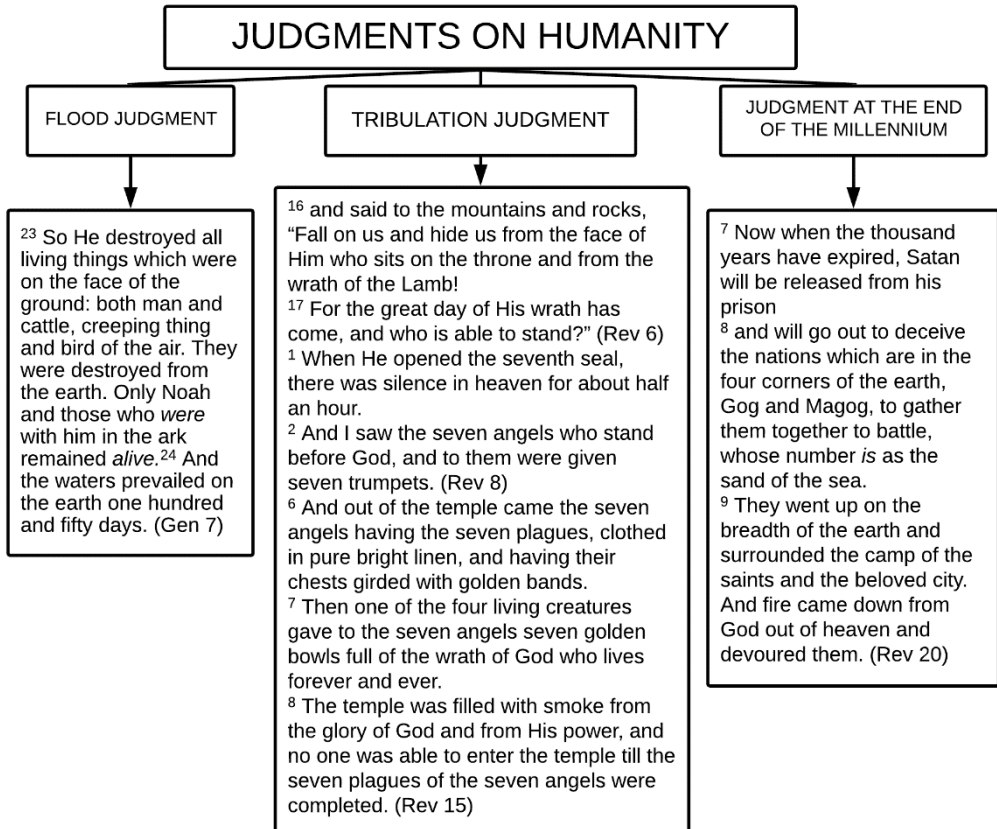 JUDGMENTS ON HUMANITY
FLOOD JUDGMENT
23 So He destroyed all
living things which were
on the face of the
ground: both man and
cattle, creeping thing
and bird of the air. They
were destroyed from
the earth. Only Noah
and those who were
with him in the ark
remained alive.24 And
the waters prevailed on
the earth one hundred
and fifty days. (Gen 7)
TRIBULATION JUDGMENT
16 and said to the mountains and rocks,
“Fall on us and hide us from the face of
Him who sits on the throne and from the
wrath of the Lamb!
17 For the great day of His wrath has
come, and who is able to stand?” (Rev 6)
1 When He opened the seventh seal,
there was silence in heaven for about half
an hour.
2 And I saw the seven angels who stand
before God, and to them were given
seven trumpets. (Rev 8)
6 And out of the temple came the seven
angels having the seven plagues, clothed
in pure bright linen, and having their
chests girded with golden bands.
7 Then one of the four living creatures
gave to the seven angels seven golden
bowls full of the wrath of God who lives
forever and ever.
8 The temple was filled with smoke from
the glory of God and from His power, and
no one was able to enter the temple till the
seven plagues of the seven angels were
completed. (Rev 15)
JUDGMENT AT THE END
OF THE MILLENNIUM
7 Now when the thousand
years have expired, Satan
will be released from his
prison
8 and will go out to deceive
the nations which are in the
four corners of the earth,
Gog and Magog, to gather
them together to battle,
whose number is as the
sand of the sea.
9 They went up on the
breadth of the earth and
surrounded the camp of the
saints and the beloved city.
And fire came down from
God out of heaven and
devoured them. (Rev 20)